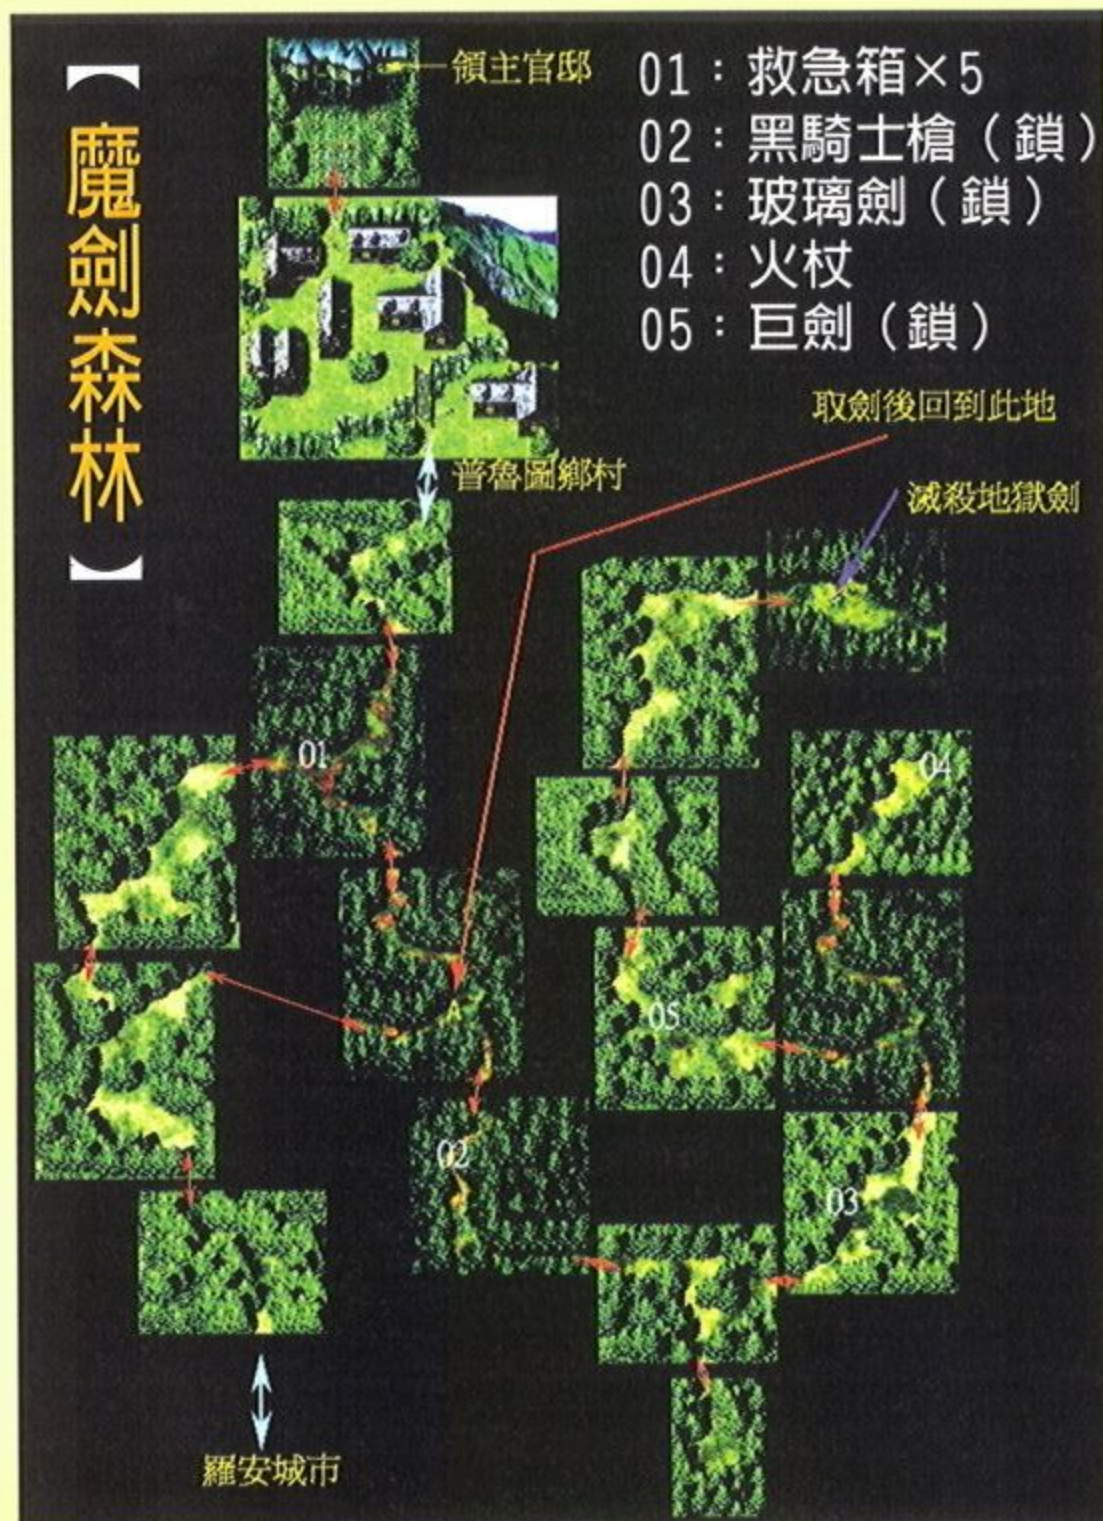 【魔劍森林】
領主官邸
01：救急箱×5
02：黑騎士槍（鎖）
03：玻璃劍（鎖）
04：火杖
05：巨劍（鎖）
取劍後回到此地
普魯圖鄉村
滅殺地獄劍
01
04
A
05
02
03
羅安城市